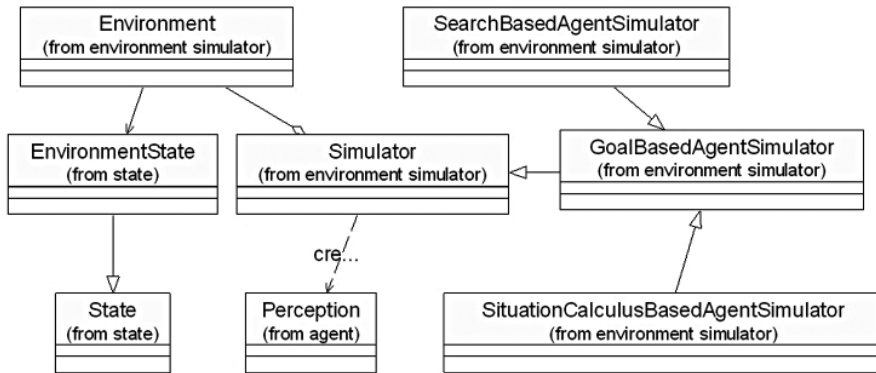 Environment
(from environment simulator)
SearchBasedAgentSimulator
(from environment simulator)
EnvironmentState
(from state)
Simulator
(from environment simulator)
GoalBasedAgentSimulator
(from environment simulator)
cre...
State
(from state)
Perception
(from agent)
SituationCalculusBasedAgentSimulator
(from environment simulator)